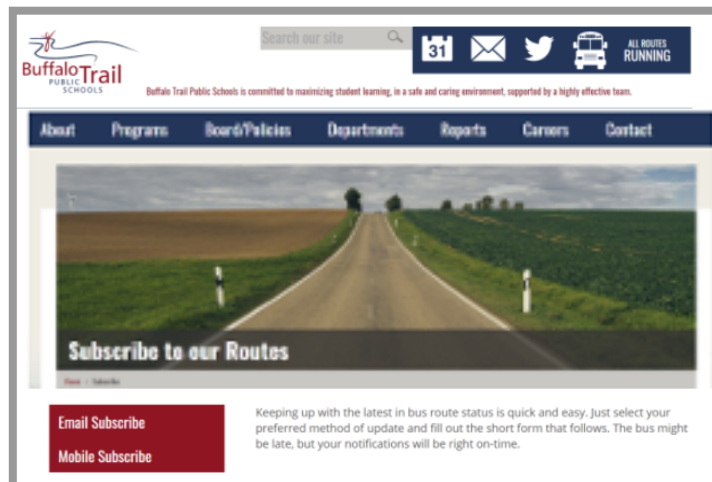 Search our site
31
ALL ROUTES
RUNNING
BuffaloTrail
PUBLIC
SCHOOLS
Buffalo Trail Public Schools is committed to maximizing student learning, in a safe and caring environment, supported by a highly effective team.
About Programs Board/Policies Departments Reports Careers Contact
Subscribe to our Routes
Home Subscribe
Email Subscribe
Mobile Subscribe
Keeping up with the latest in bus route status is quick and easy. Just select your
preferred method of update and fill out the short form that follows. The bus might
be late, but your notifications will be right on-time.